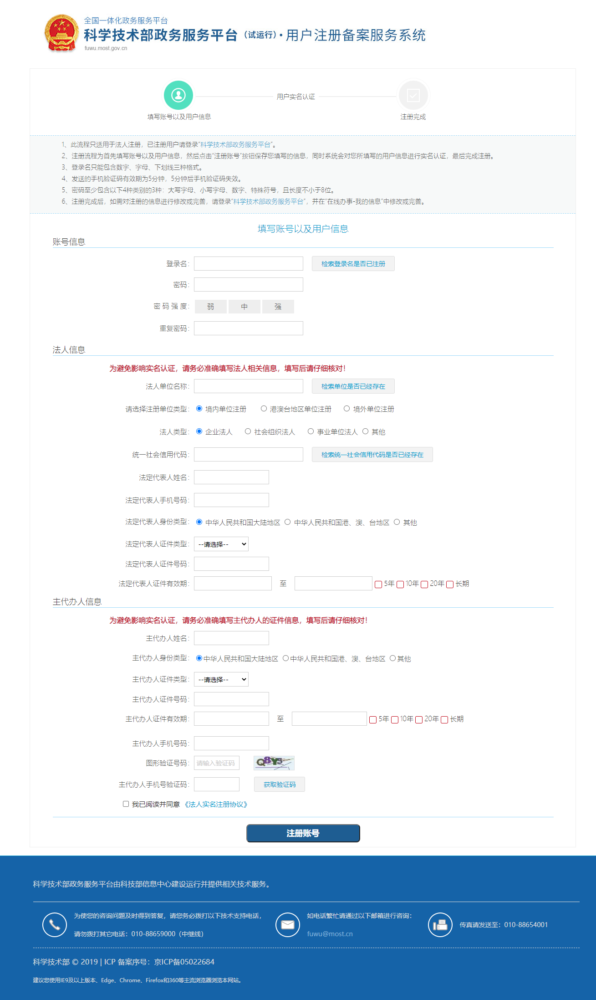 全国一体化政务服务平台
科学技术部政务服务平台（试运行）·用户注册备案服务系统
fuwu.most.gov.cn
用户实名认证
填写账号以及用户信息
注册完成
1、此流程只适用于法人注册，已注册用户请登录“科学技术部政务服务平台”。
2、注册流程为首先填写账号以及用户信息，然后点击“注册账号”按钮保存您填写的信息，同时系统会对您所填写的用户信息进行实名认证，最后完成注册。
3、登录名只能包含数字、字母、下划线三种格式。
4、发送的手机验证码有效期为5分钟，5分钟后手机验证码失效。
5、密码至少包含以下4种类别的3种：大写字母、小写字母、数字、特殊符号，且长度不小于8位。
6、注册完成后，如需对注册的信息进行修改或完善，请登录“科学技术部政务服务平台”，并在“在线办事-我的信息”中修改或完善。
填写账号以及用户信息
账号信息
登录名： 检索登录名是否已注册
密码：
密 码 强 度： 弱 中 强
重复密码：
法人信息
为避免影响实名认证，请务必准确填写法人相关信息，填写后请仔细核对！
法人单位名称： 检索单位是否已经存在
请选择注册单位类型： 境内单位注册 港澳台地区单位注册 境外单位注册
法人类型： 企业法人 社会组织法人 事业单位法人 其他
统一社会信用代码： 检索统一社会信用代码是否已经存在
法定代表人姓名：
法定代表人手机号码：
法定代表人身份类型： 中华人民共和国大陆地区 中华人民共和国港、澳、台地区 其他
法定代表人证件类型： --请选择--
法定代表人证件号码：
法定代表人证件有效期： 至 5年 10年 20年 长期
主代办人信息
为避免影响实名认证，请务必准确填写主代办人的证件信息，填写后请仔细核对！
主代办人姓名：
主代办人身份类型： 中华人民共和国大陆地区 中华人民共和国港、澳、台地区 其他
主代办人证件类型： --请选择--
主代办人证件号码：
主代办人证件有效期： 至 5年 10年 20年 长期
主代办人手机号码：
图形验证号码： 请输入验证码 Q8Y3
主代办人手机号验证码： 获取验证码
我已阅读并同意 《法人实名注册协议》
注册账号
科学技术部政务服务平台由科技部信息中心建设运行并提供相关技术服务。
为使您的咨询问题及时得到答复，请您务必拨打以下技术支持电话，
请勿拨打其它电话：010-88659000（中继线）
如电话繁忙请通过以下邮箱进行咨询：
fuwu@most.cn
传真请发送至：010-88654001
科学技术部 © 2019 | ICP 备案序号：京ICP备05022684
建议您使用IE9及以上版本、Edge、Chrome、Firefox和360等主流浏览器浏览本网站。